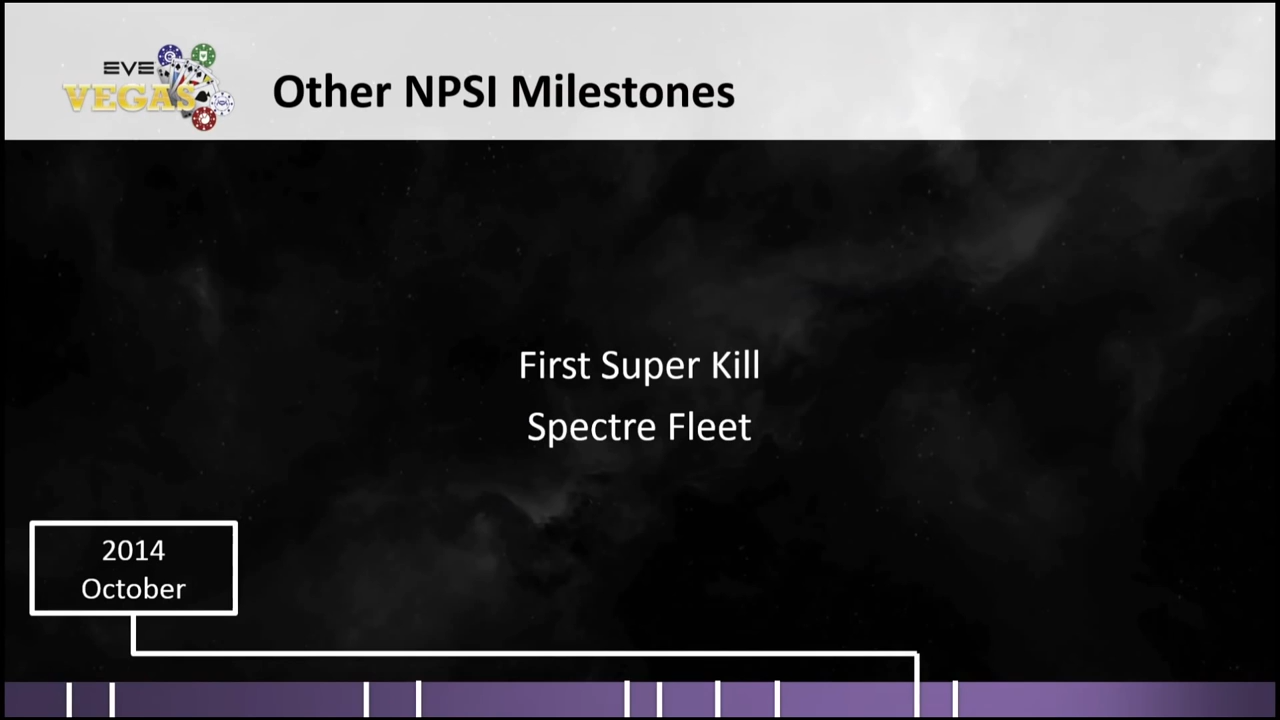 EVE
VEGAS
Other NPSI Milestones
First Super Kill
Spectre Fleet
2014
October